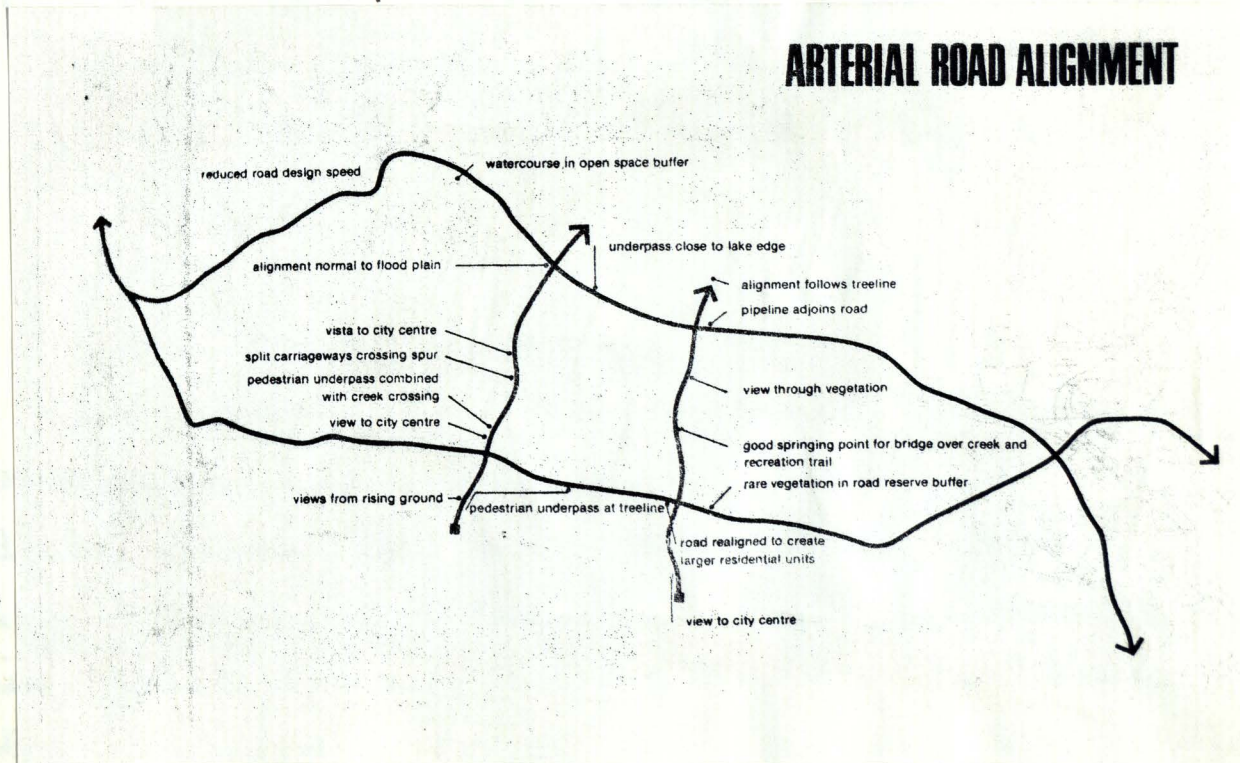 ARTERIAL ROAD ALIGNMENT
watercourse in open space buffer
reduced road design speed
underpass close to lake edge
alignment normal to flood plain
alignment follows treeline
pipeline adjoins road
vista to city centre
split carriageways crossing spur
pedestrian underpass combined
with creek crossing
view through vegetation
view to city centre
good springing point for bridge over creek and
recreation trail
rare vegetation in road reserve buffer
views from rising ground
pedestrian underpass at treeline
road realigned to create
larger residential units
view to city centre